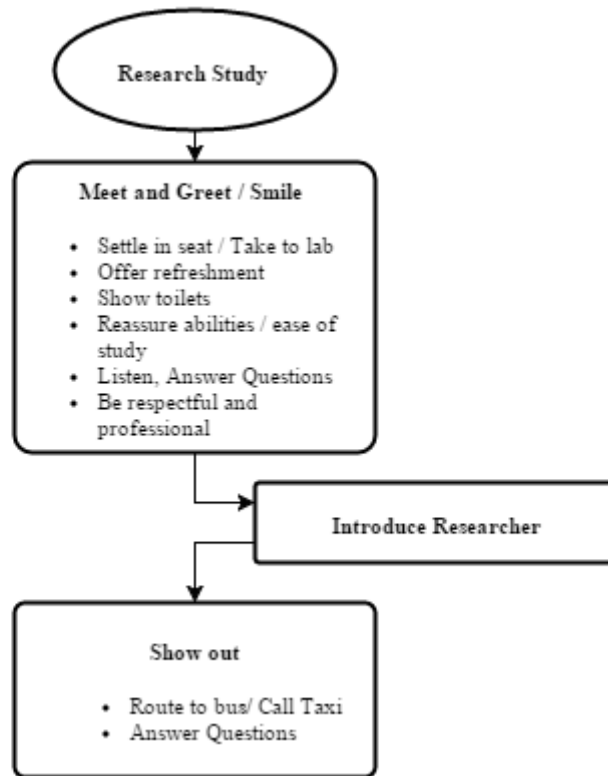 Research Study
Meet and Greet / Smile
• Settle in seat / Take to lab
• Offer refreshment
• Show toilets
• Reassure abilities / ease of
study
• Listen, Answer Questions
• Be respectful and
professional
Introduce Researcher
Show out
• Route to bus/ Call Taxi
• Answer Questions